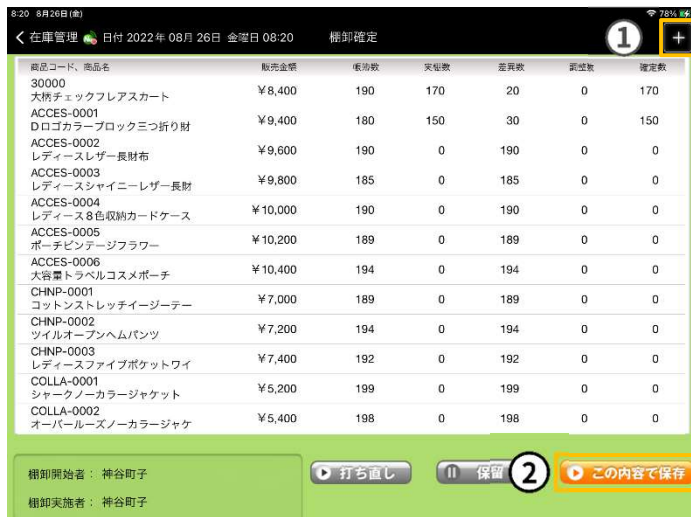 8:20 8月26日(金) 78%
在庫管理 日付 2022年 08月 26日 金曜日 08:20 棚卸確定 1 +
商品コード、商品名 販売金額 帳簿数 実棚数 差異数 調整数 確定数
30000
大柄チェックフレアスカート ¥8,400 190 170 20 0 170
ACCES-0001
Dロゴカラーブロック三つ折り財 ¥9,400 180 150 30 0 150
ACCES-0002
レディースレザー長財布 ¥9,600 190 0 190 0 0
ACCES-0003
レディースシャイニーレザー長財 ¥9,800 185 0 185 0 0
ACCES-0004
レディース8色収納カードケース ¥10,000 190 0 190 0 0
ACCES-0005
ポーチビンテージフラワー ¥10,200 189 0 189 0 0
ACCES-0006
大容量トラベルコスメポーチ ¥10,400 194 0 194 0 0
CHNP-0001
コットンストレッチイージーテー ¥7,000 189 0 189 0 0
CHNP-0002
ツイルオープンヘムパンツ ¥7,200 194 0 194 0 0
CHNP-0003
レディースファイブポケットワイ ¥7,400 192 0 192 0 0
COLLA-0001
シャークノーカラージャケット ¥5,200 199 0 199 0 0
COLLA-0002
オーバールーズノーカラージャケ ¥5,400 198 0 198 0 0
打ち直し 保留 2 この内容で保存
棚卸開始者： 神谷町子
棚卸実施者： 神谷町子